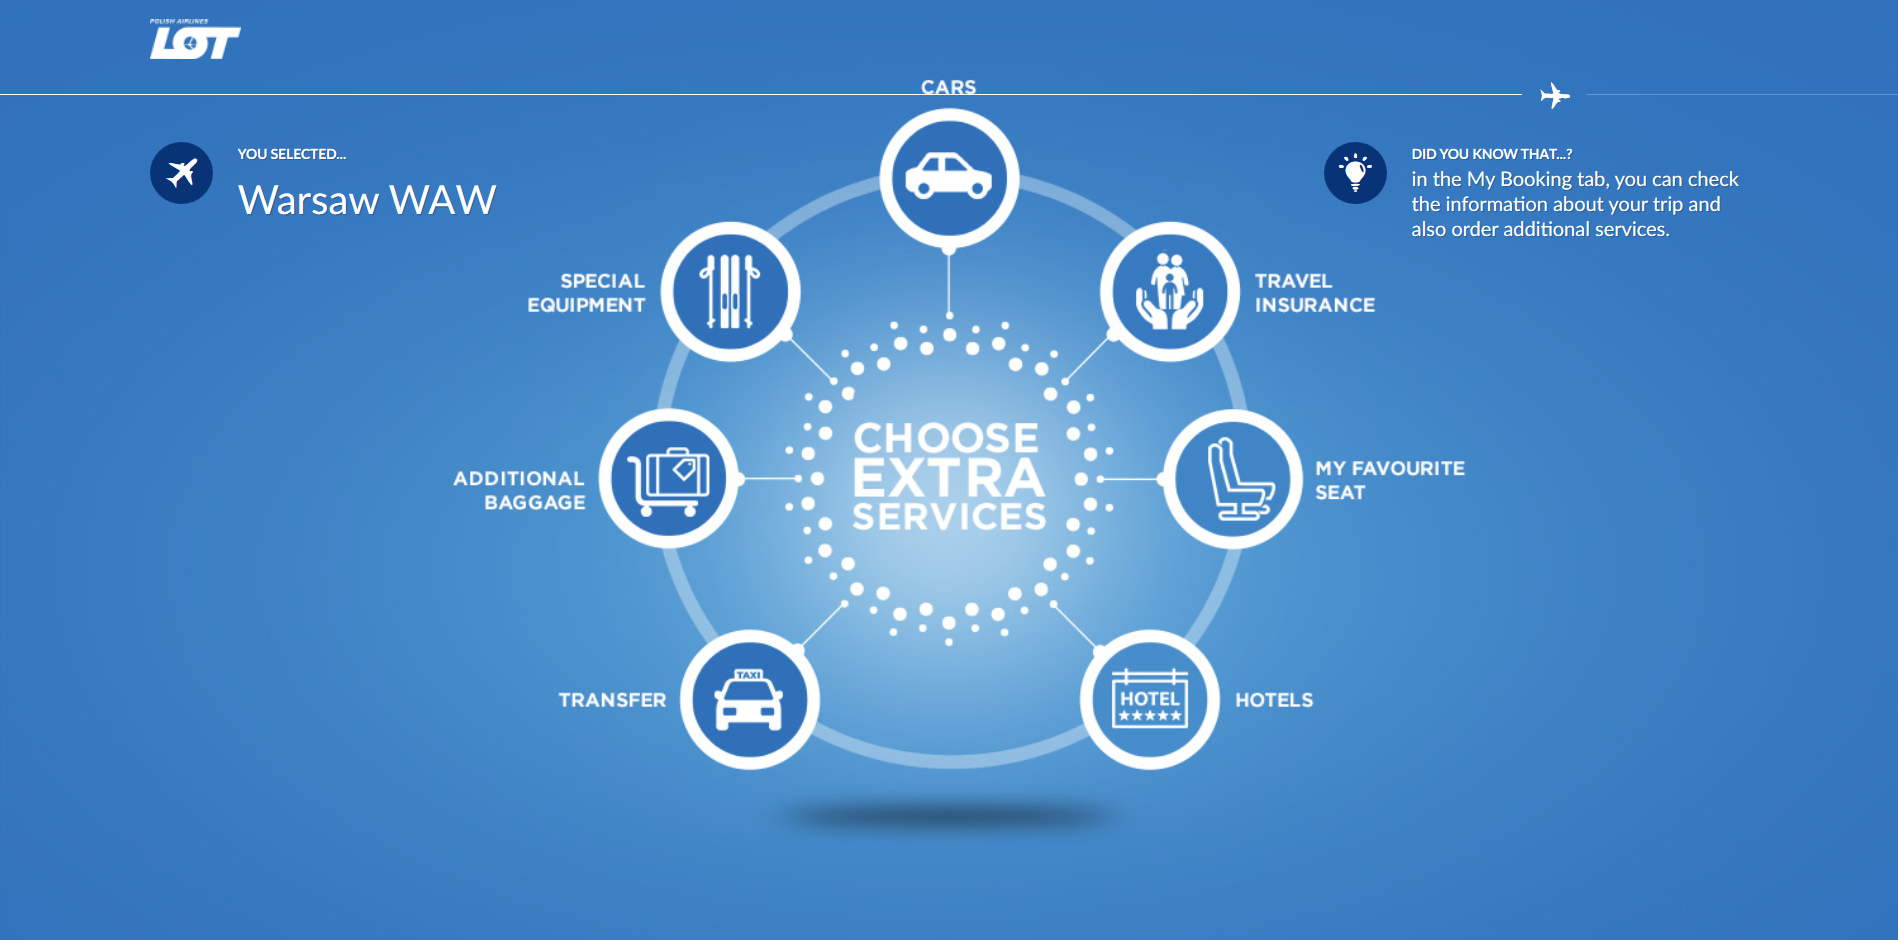 POLISH AIRLINES
LOT
CARS
YOU SELECTED...
Warsaw WAW
DID YOU KNOW THAT...?
in the My Booking tab, you can check
the information about your trip and
also order additional services.
SPECIAL
EQUIPMENT
TRAVEL
INSURANCE
CHOOSE
EXTRA
SERVICES
ADDITIONAL
BAGGAGE
MY FAVOURITE
SEAT
TRANSFER
TAXI
HOTEL
HOTELS